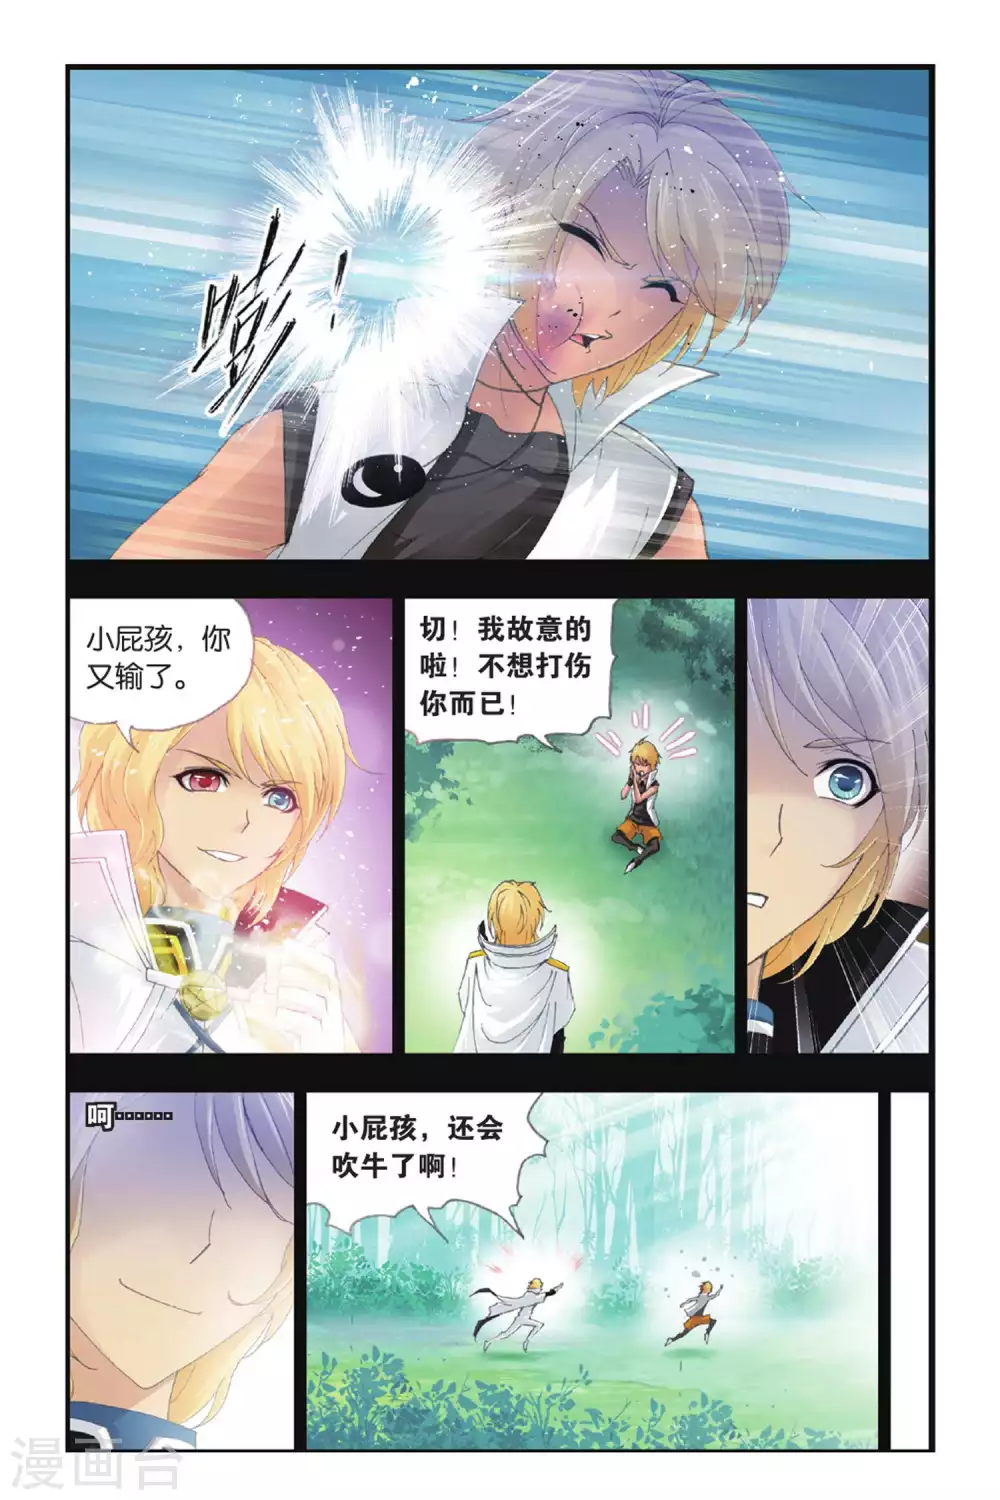 嘭！
小屁孩，你
又输了。
切！我故意的
啦！不想打伤
你而已！
呵……
小屁孩，还会
吹牛了啊！
漫画台